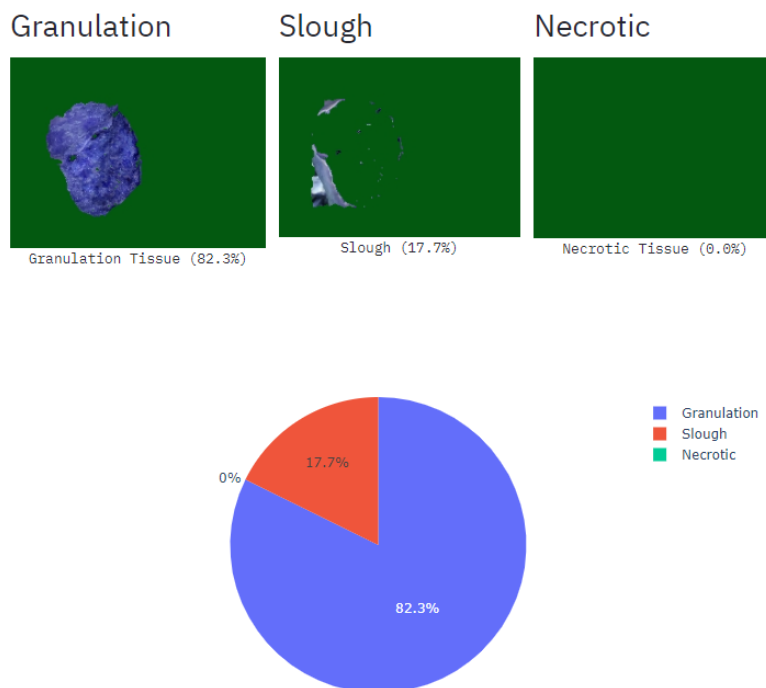 Granulation
Slough
Necrotic
Granulation Tissue (82.3%)
Slough (17.7%)
Necrotic Tissue (0.0%)
Granulation
Slough
Necrotic
17.7%
0%
82.3%